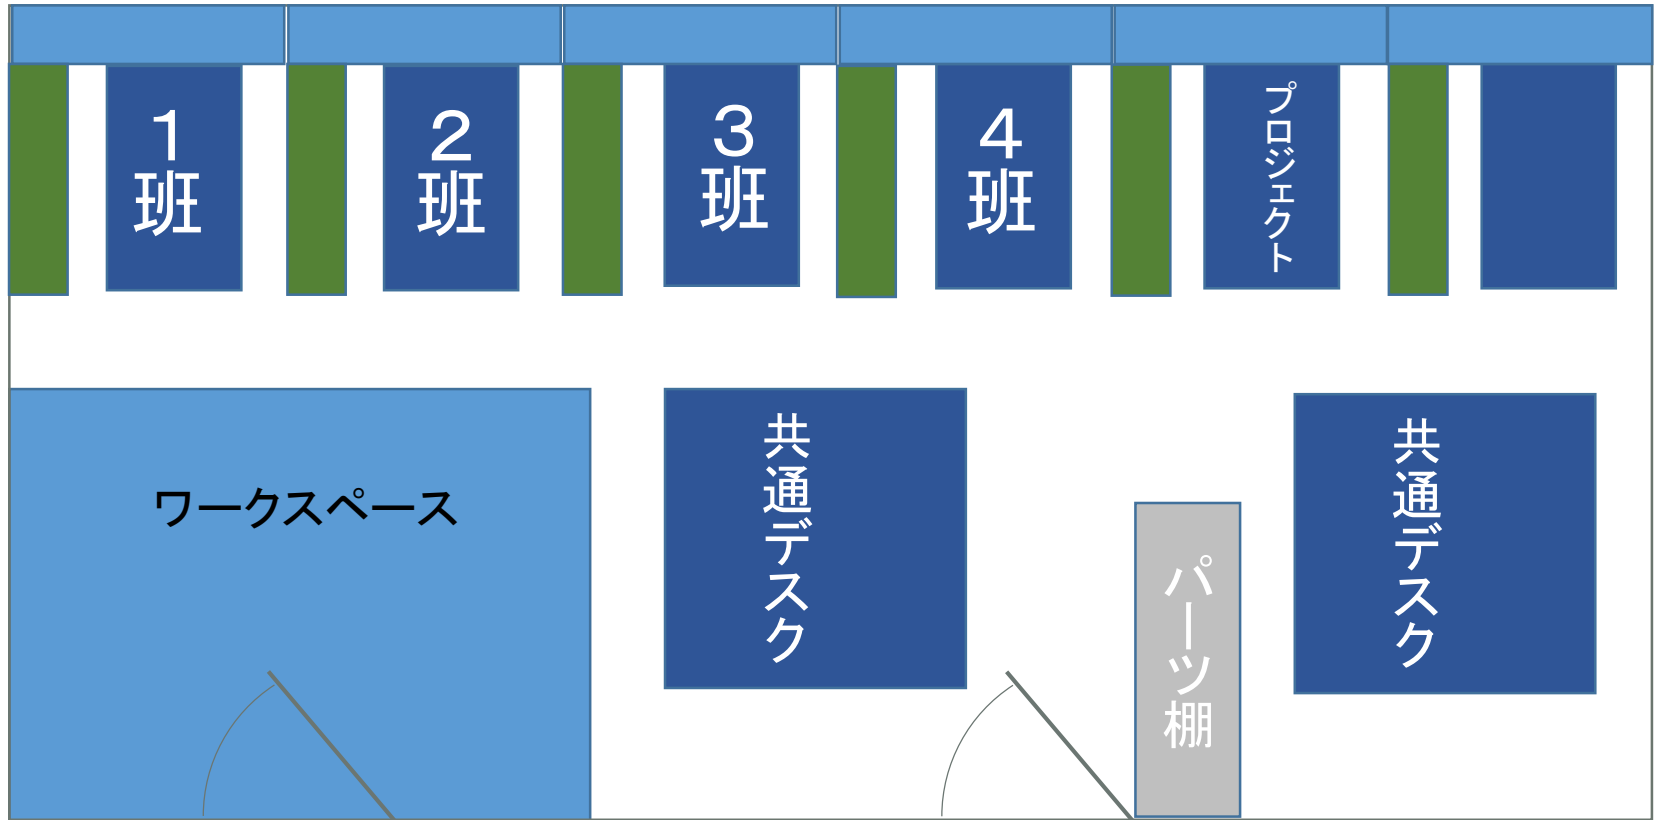 １班
２班
３班
４班
プロジェクト
ワークスペース
共通デスク
パーツ棚
共通デスク